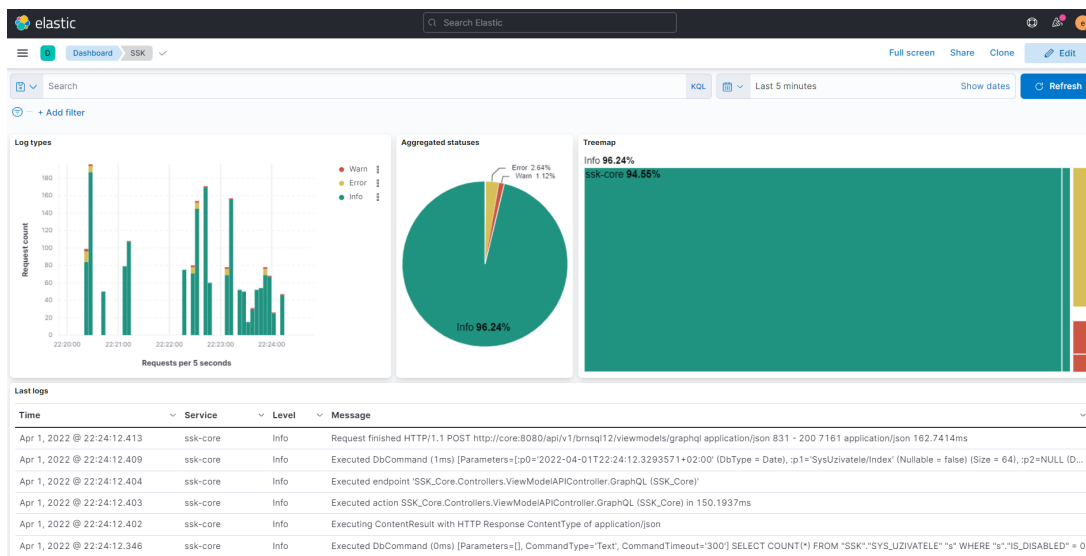 elastic
Search Elastic
e
D Dashboard SSK Full screen Share Clone Edit
Search KQL Last 5 minutes Show dates Refresh
+ Add filter
Log types
Request count
180
160
140
120
100
80
60
40
20
0
22:20:00 22:21:00 22:22:00 22:23:00 22:24:00
Requests per 5 seconds
Warn
Error
Info
Aggregated statuses
Error 2.64%
Warn 1.12%
Info 96.24%
Treemap
Info 96.24%
ssk-core 94.55%
Last logs
Time Service Level Message
Apr 1, 2022 @ 22:24:12.413 ssk-core Info Request finished HTTP/1.1 POST http://core:8080/api/v1/brnsql12/viewmodels/graphql application/json 831 - 200 7161 application/json 162.7414ms
Apr 1, 2022 @ 22:24:12.409 ssk-core Info Executed DbCommand (1ms) [Parameters=[:p0='2022-04-01T22:24:12.3293571+02:00' (DbType = Date), :p1='SysUzivatele/Index' (Nullable = false) (Size = 64), :p2=NULL (D...
Apr 1, 2022 @ 22:24:12.404 ssk-core Info Executed endpoint 'SSK_Core.Controllers.ViewModelAPIController.GraphQL (SSK_Core)'
Apr 1, 2022 @ 22:24:12.403 ssk-core Info Executed action SSK_Core.Controllers.ViewModelAPIController.GraphQL (SSK_Core) in 150.1937ms
Apr 1, 2022 @ 22:24:12.402 ssk-core Info Executing ContentResult with HTTP Response ContentType of application/json
Apr 1, 2022 @ 22:24:12.346 ssk-core Info Executed DbCommand (0ms) [Parameters=[], CommandType='Text', CommandTimeout='300'] SELECT COUNT(*) FROM "SSK"."SYS_UZIVATELE" "s" WHERE "s"."IS_DISABLED" = 0